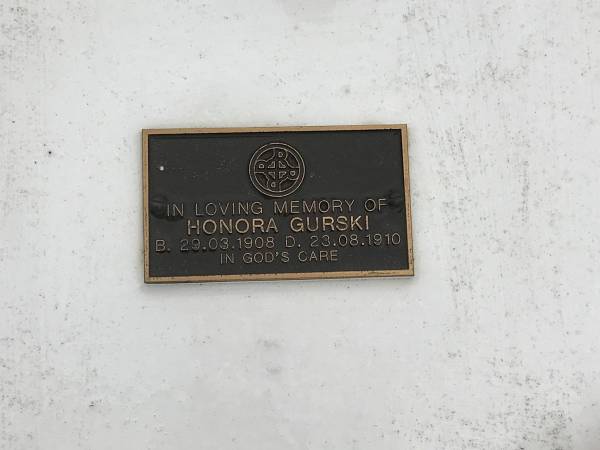 IN LOVING MEMORY OF
HONORA GURSKI
B. 29.03.1908 D. 23.08.1910
IN GOD'S CARE